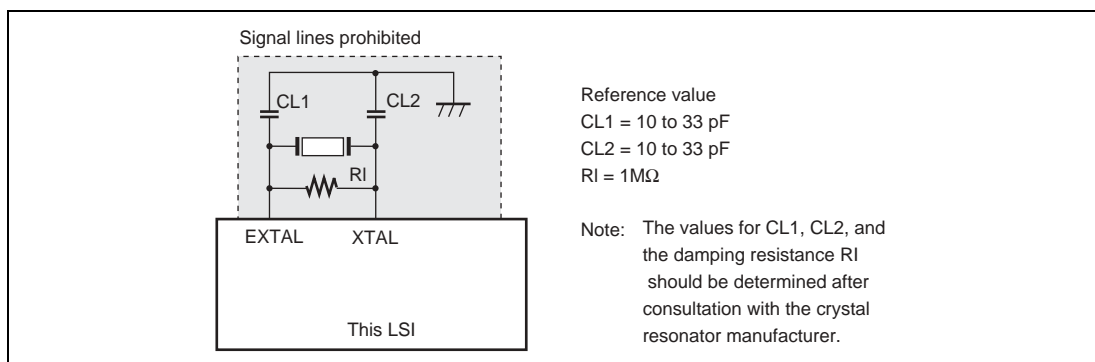 Signal lines prohibited
CL1
CL2
RI
EXTAL
XTAL
This LSI
Reference value
CL1 = 10 to 33 pF
CL2 = 10 to 33 pF
RI = 1MΩ
Note: The values for CL1, CL2, and
the damping resistance RI
should be determined after
consultation with the crystal
resonator manufacturer.